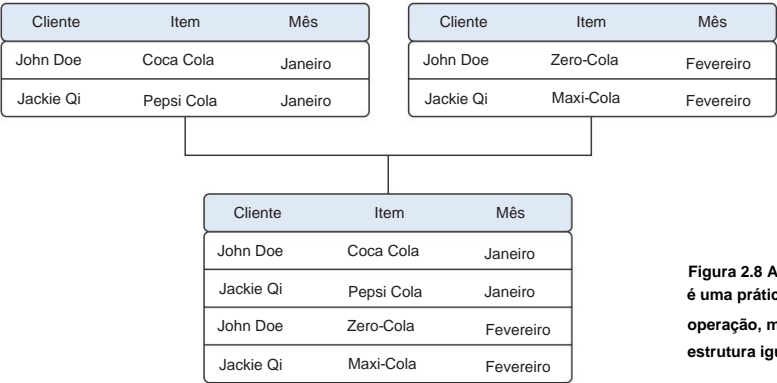 Cliente Item Mês
John Doe Coca Cola Janeiro
Jackie Qi Pepsi Cola Janeiro
Cliente Item Mês
John Doe Zero-Cola Fevereiro
Jackie Qi Maxi-Cola Fevereiro
Cliente Item Mês
John Doe Coca Cola Janeiro
Jackie Qi Pepsi Cola Janeiro
John Doe Zero-Cola Fevereiro
Jackie Qi Maxi-Cola Fevereiro
Figura 2.8 A
é uma
operação,
estrutura